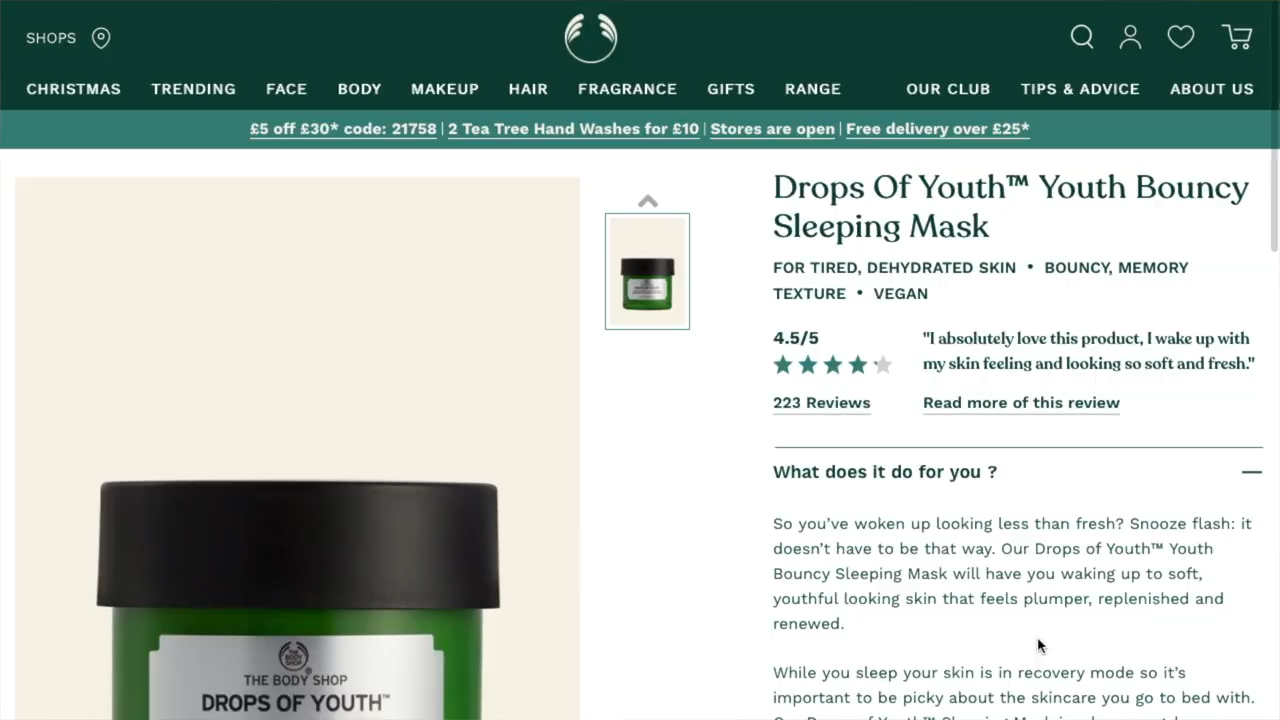 SHOPS
CHRISTMAS TRENDING FACE BODY MAKEUP HAIR FRAGRANCE GIFTS RANGE OUR CLUB TIPS & ADVICE ABOUT US
£5 off £30* code: 21758 | 2 Tea Tree Hand Washes for £10 | Stores are open | Free delivery over £25*
Drops Of Youth™ Youth Bouncy
Sleeping Mask
FOR TIRED, DEHYDRATED SKIN • BOUNCY, MEMORY
TEXTURE • VEGAN
4.5/5
"I absolutely love this product, I wake up with
my skin feeling and looking so soft and fresh."
223 Reviews
Read more of this review
What does it do for you ?
So you’ve woken up looking less than fresh? Snooze flash: it
doesn’t have to be that way. Our Drops of Youth™ Youth
Bouncy Sleeping Mask will have you waking up to soft,
youthful looking skin that feels plumper, replenished and
renewed.
While you sleep your skin is in recovery mode so it’s
important to be picky about the skincare you go to bed with.
THE BODY SHOP
THE BODY SHOP®
DROPS OF YOUTH™